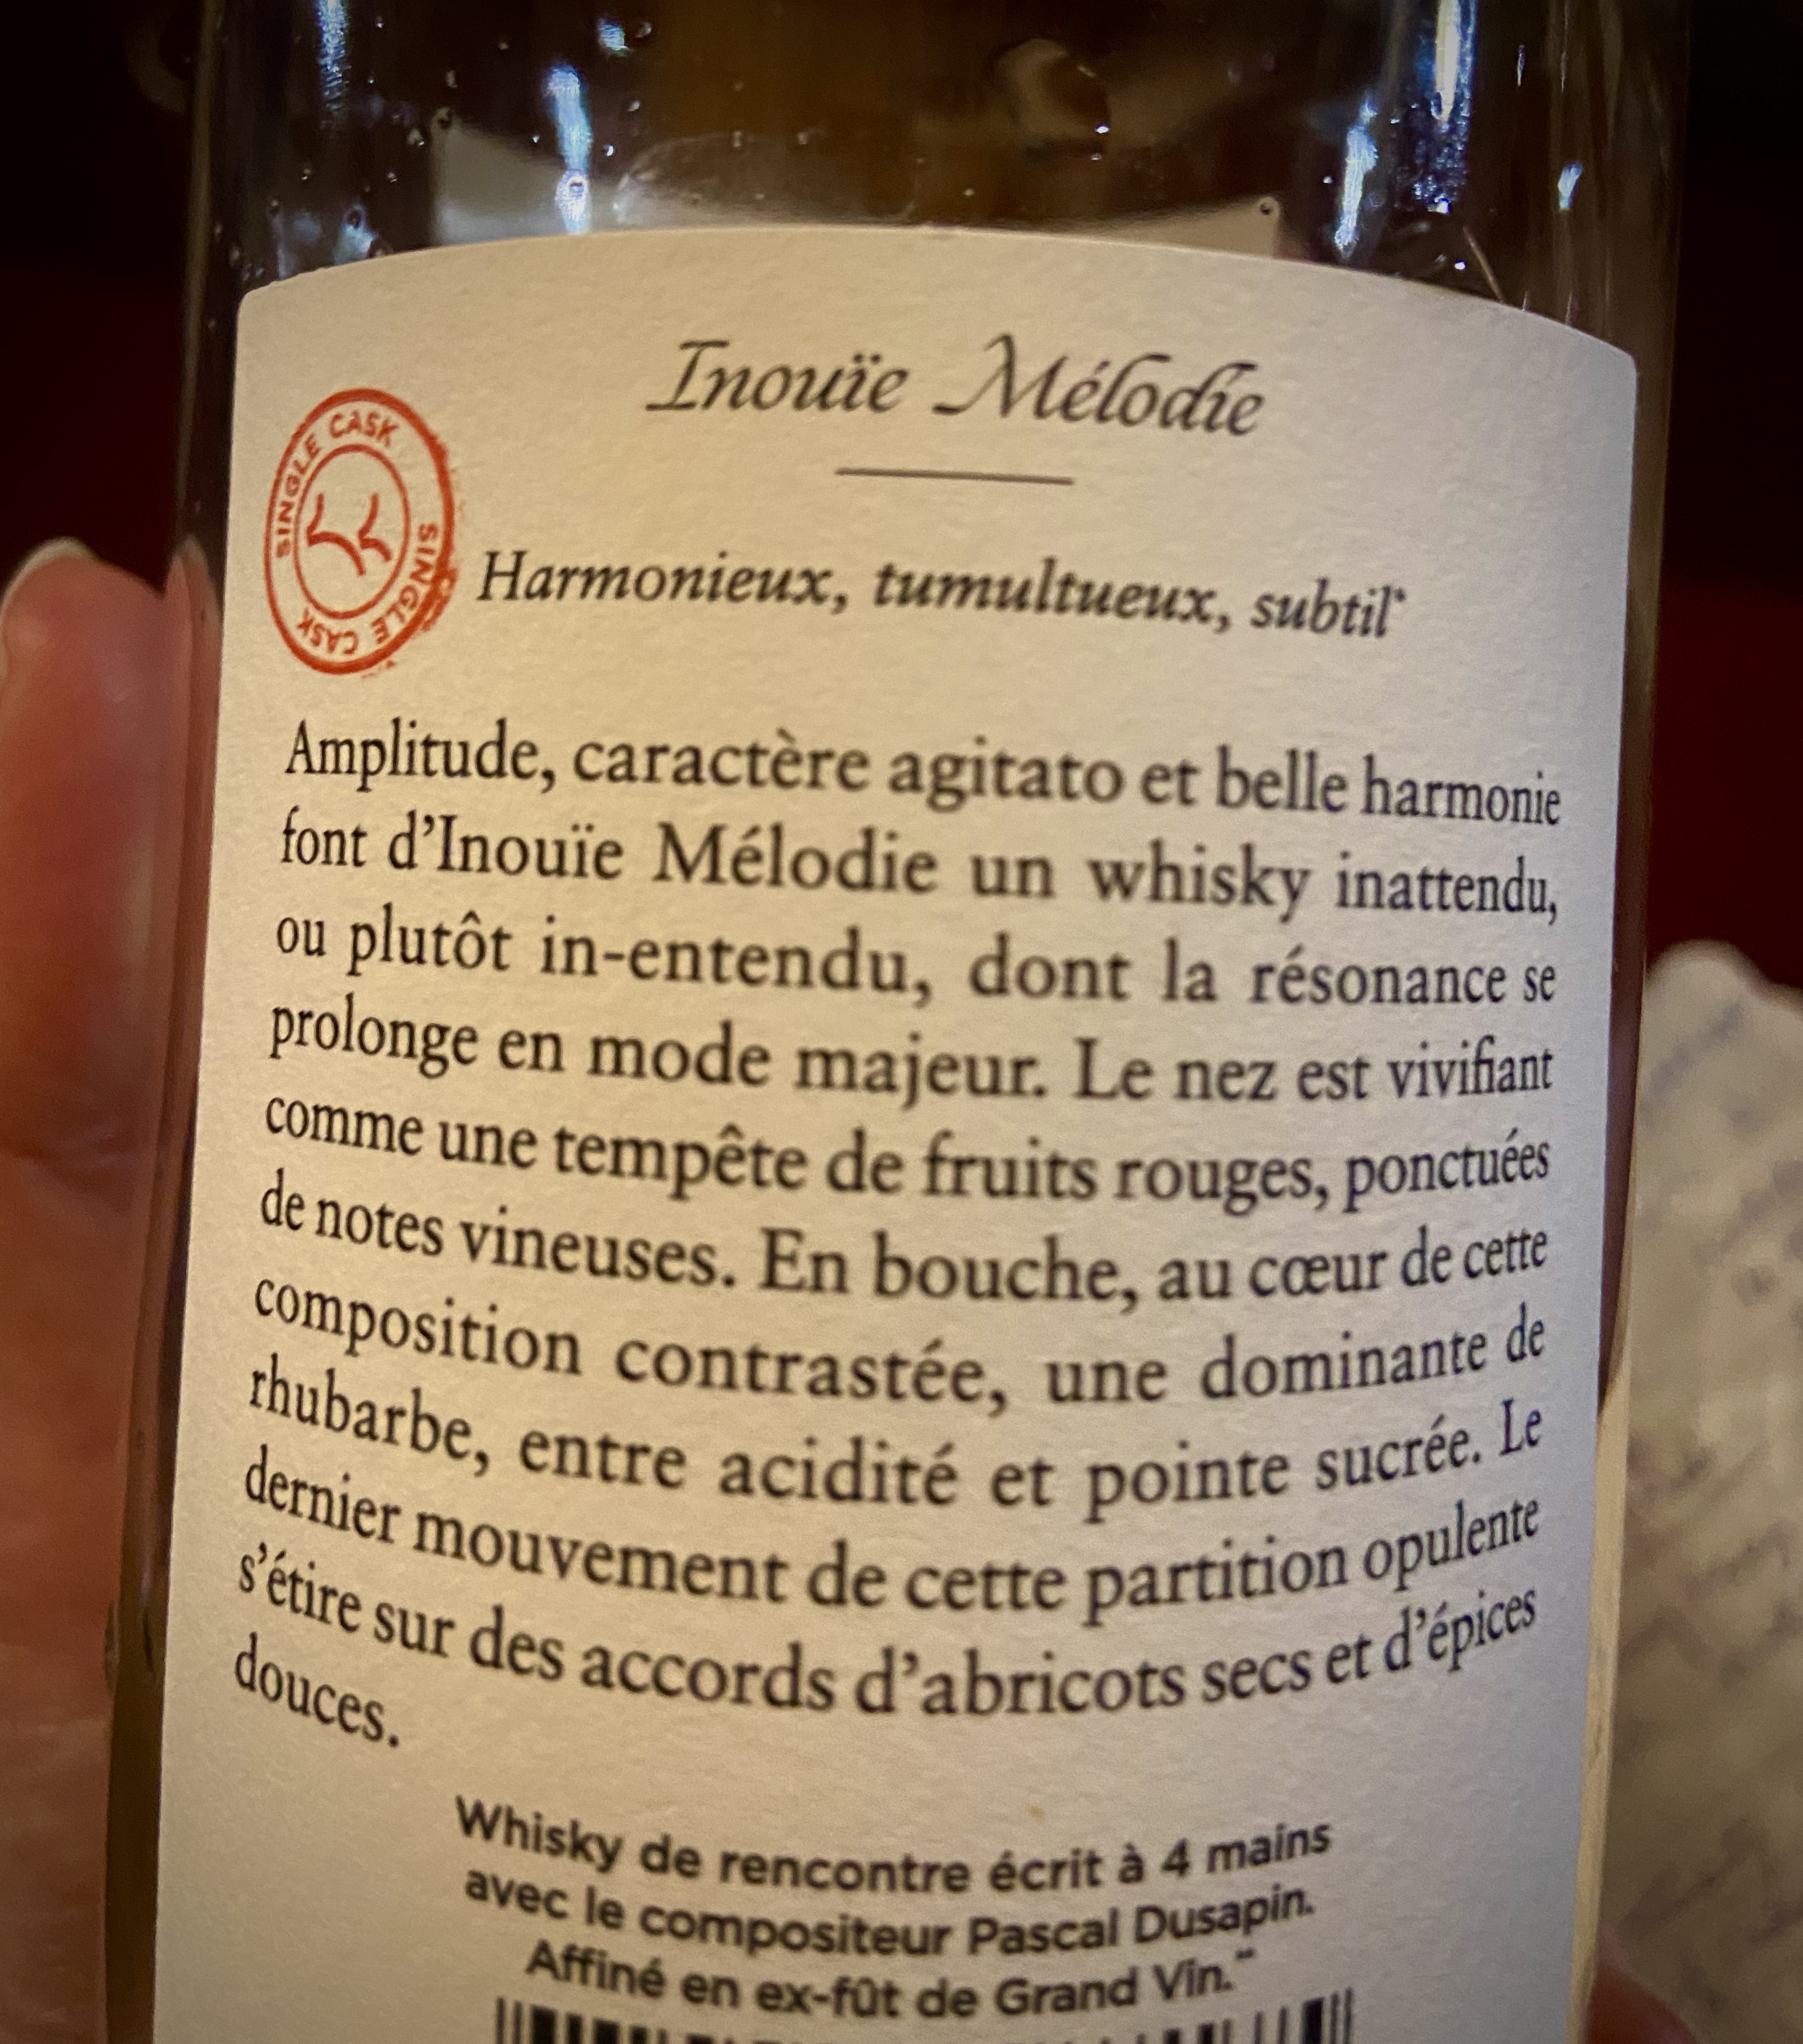 Inouïe Mélodie
SINGLE CASK
SINGLE CASK
Harmonieux, tumultueux, subtil*
Amplitude, caractère agitato et belle harmonie
font d’Inouïe Mélodie un whisky inattendu,
ou plutôt in-entendu, dont la résonance se
prolonge en mode majeur. Le nez est vivifiant
comme une tempête de fruits rouges, ponctuées
de notes vineuses. En bouche, au cœur de cette
composition contrastée, une dominante de
rhubarbe, entre acidité et pointe sucrée. Le
dernier mouvement de cette partition opulente
s’étire sur des accords d’abricots secs et d’épices
douces.
Whisky de rencontre écrit à 4 mains
avec le compositeur Pascal Dusapin.
Affiné en ex-fût de Grand Vin.**